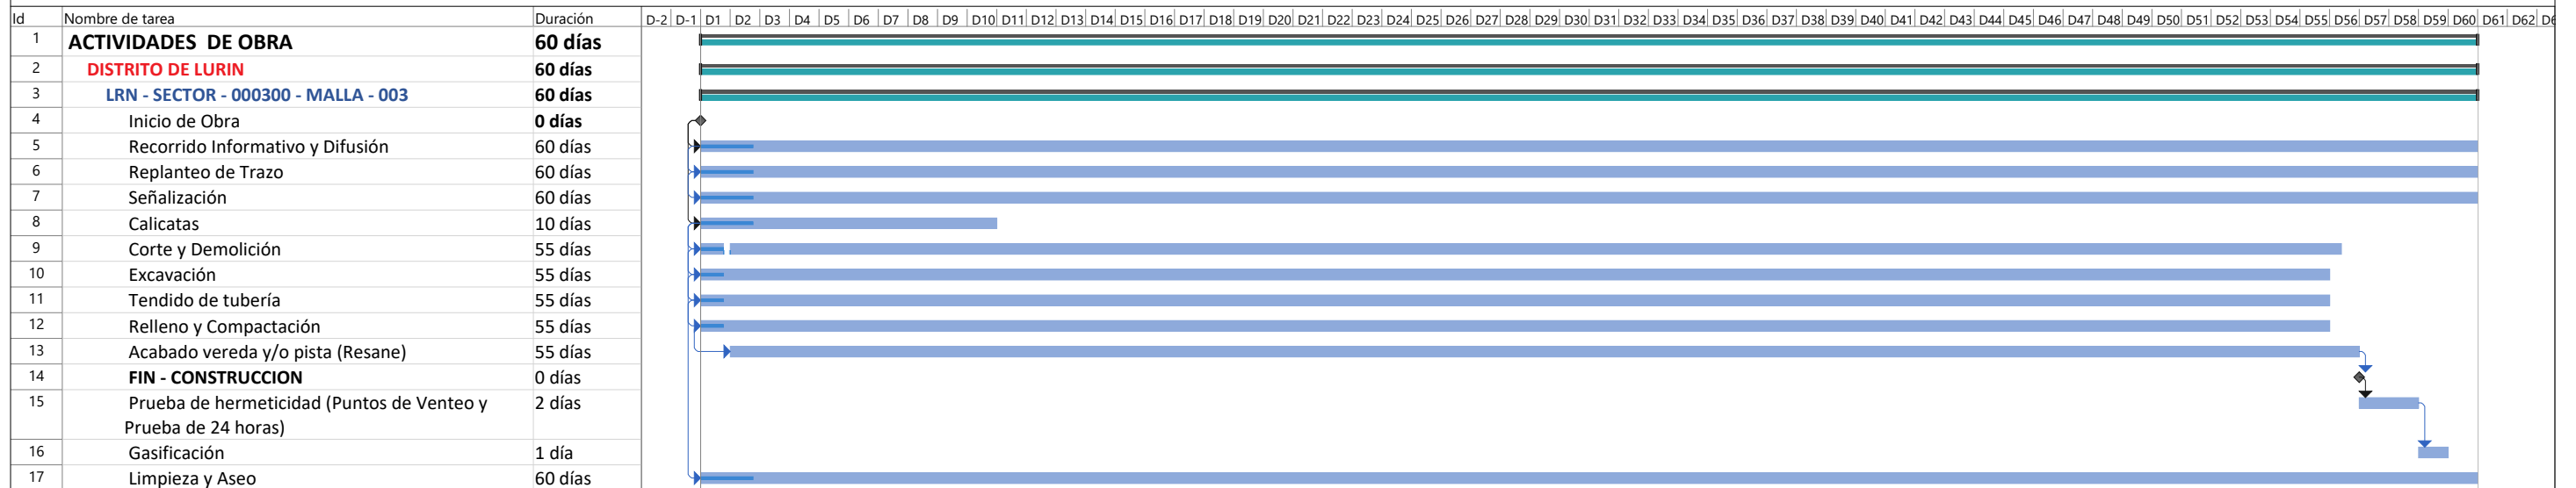 Id Nombre de tarea Duración D-2 D-1 D1 D2 D3 D4 D5 D6 D7 D8 D9 D10 D11 D12 D13 D14 D15 D16 D17 D18 D19 D20 D21 D22 D23 D24 D25 D26 D27 D28 D29 D30 D31 D32 D33 D34 D35 D36 D37 D38 D39 D40 D41 D42 D43 D44 D45 D46 D47 D48 D49 D50 D51 D52 D53 D54 D55 D56 D57 D58 D59 D60 D61 D62
1 ACTIVIDADES DE OBRA 60 días
2 DISTRITO DE LURIN 60 días
3 LRN - SECTOR - 000300 - MALLA - 003 60 días
4 Inicio de Obra 0 días
5 Recorrido Informativo y Difusión 60 días
6 Replanteo de Trazo 60 días
7 Señalización 60 días
8 Calicatas 10 días
9 Corte y Demolición 55 días
10 Excavación 55 días
11 Tendido de tubería 55 días
12 Relleno y Compactación 55 días
13 Acabado vereda y/o pista (Resane) 55 días
14 FIN - CONSTRUCCION 0 días
15 Prueba de hermeticidad (Puntos de Venteo y 2 días
Prueba de 24 horas)
16 Gasificación 1 día
17 Limpieza y Aseo 60 días